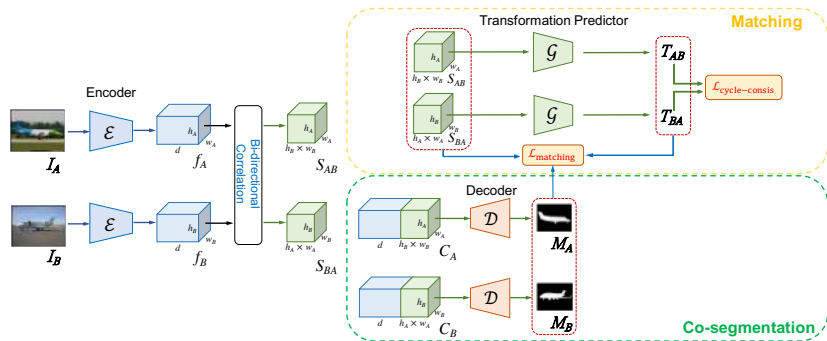 Matching
Transformation Predictor
h_A
w_A
h_B × w_B
S_AB
𝒢
T_AB
ℒ_cycle−consis
h_B
w_B
h_A × w_A
S_BA
𝒢
T_BA
ℒ_matching
Encoder
I_A
ℰ
h_A
w_A
d
f_A
Bi-directional
Correlation
h_A
w_A
h_B × w_B
S_AB
I_B
ℰ
h_B
w_B
d
f_B
h_B
w_B
h_A × w_A
S_BA
Decoder
h_A
w_A
d
h_B × w_B
C_A
𝒟
M_A
h_B
w_B
d
h_A × w_A
C_B
𝒟
M_B
Co-segmentation